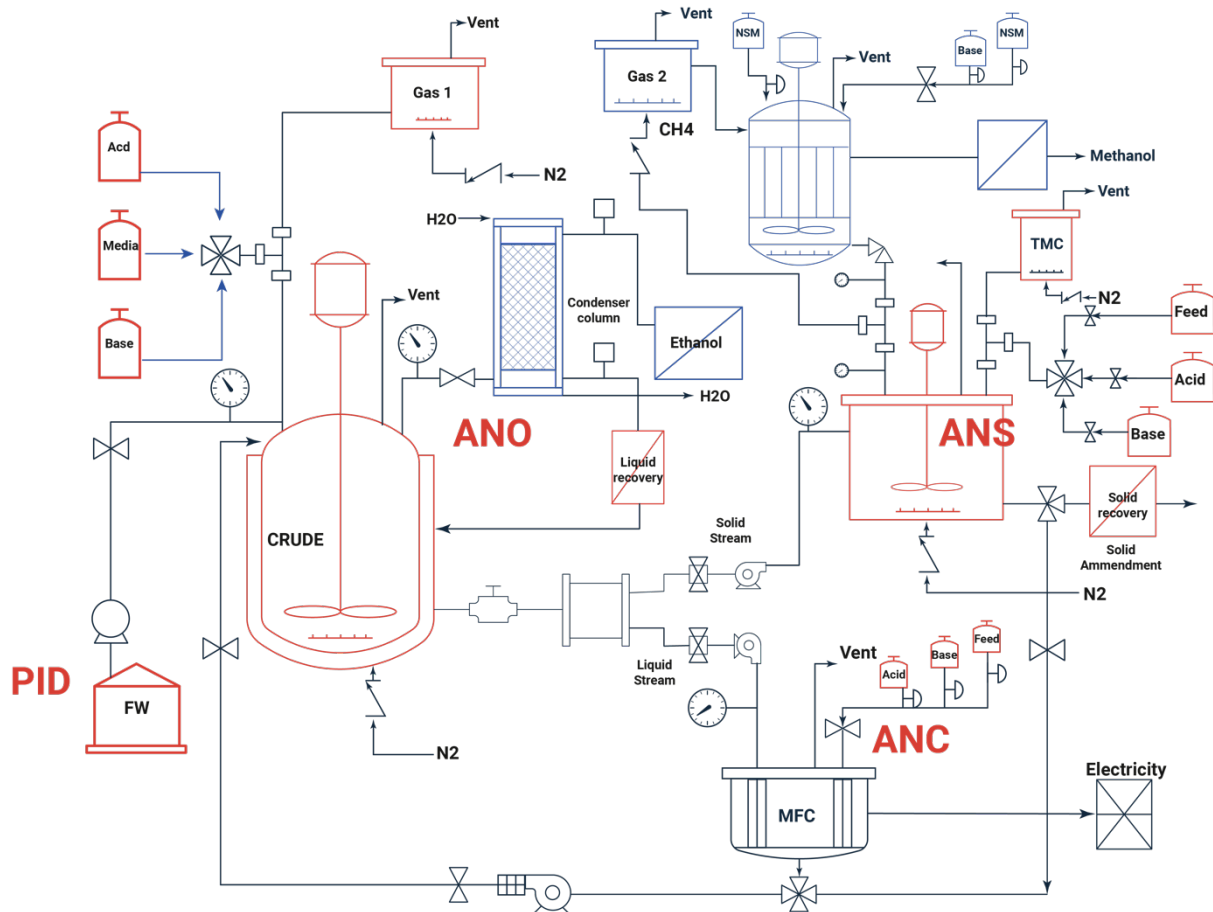 Vent
Gas 1
N2
Acd
Media
Base
Vent
Gas 2
CH4
NSM
Vent
Base
NSM
Methanol
Vent
TMC
N2
Feed
Acid
Base
H2O
Condenser
column
Ethanol
H2O
Vent
ANO
Liquid
recovery
CRUDE
ANS
Solid
recovery
Solid
Ammendment
N2
Solid
Stream
Liquid
Stream
PID
FW
N2
Vent
Acid
Base
Feed
ANC
MFC
Electricity